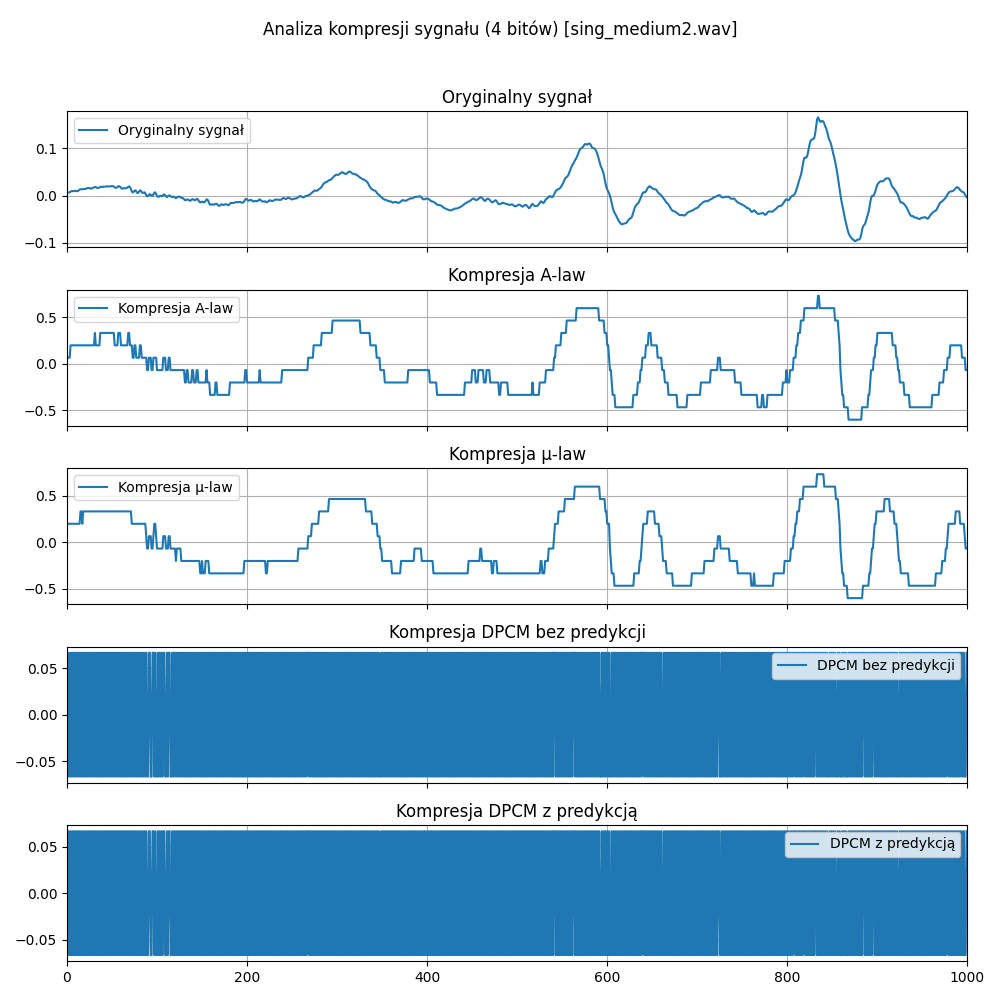 Analiza kompresji sygnału (4 bitów) [sing_medium2.wav]
Oryginalny sygnał
Oryginalny sygnał
0.1
0.0
−0.1
Kompresja A-law
Kompresja A-law
0.5
0.0
−0.5
Kompresja μ-law
Kompresja μ-law
0.5
0.0
−0.5
Kompresja DPCM bez predykcji
DPCM bez predykcji
0.05
0.00
−0.05
Kompresja DPCM z predykcją
DPCM z predykcją
0.05
0.00
−0.05
0 200 400 600 800 1000